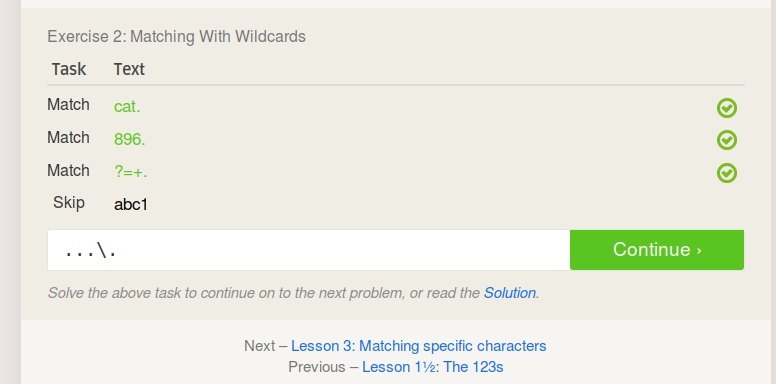 Exercise 2: Matching With Wildcards
Task Text
Match cat.
Match 896.
Match ?=+.
Skip abc1
...\. Continue ›
Solve the above task to continue on to the next problem, or read the Solution.
Next – Lesson 3: Matching specific characters
Previous – Lesson 1½: The 123s